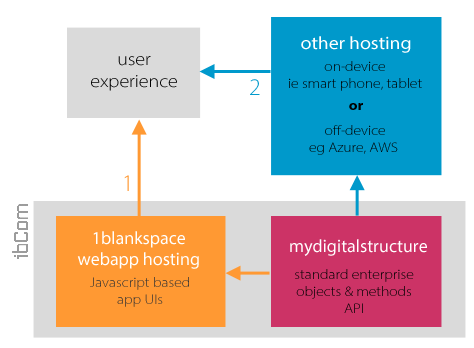 user
experience
other hosting
on-device
ie smart phone, tablet
or
off-device
eg Azure, AWS
2
1
ibCom
1blankspace
webapp hosting
Javascript based
app UIs
mydigitalstructure
standard enterprise
objects & methods
API